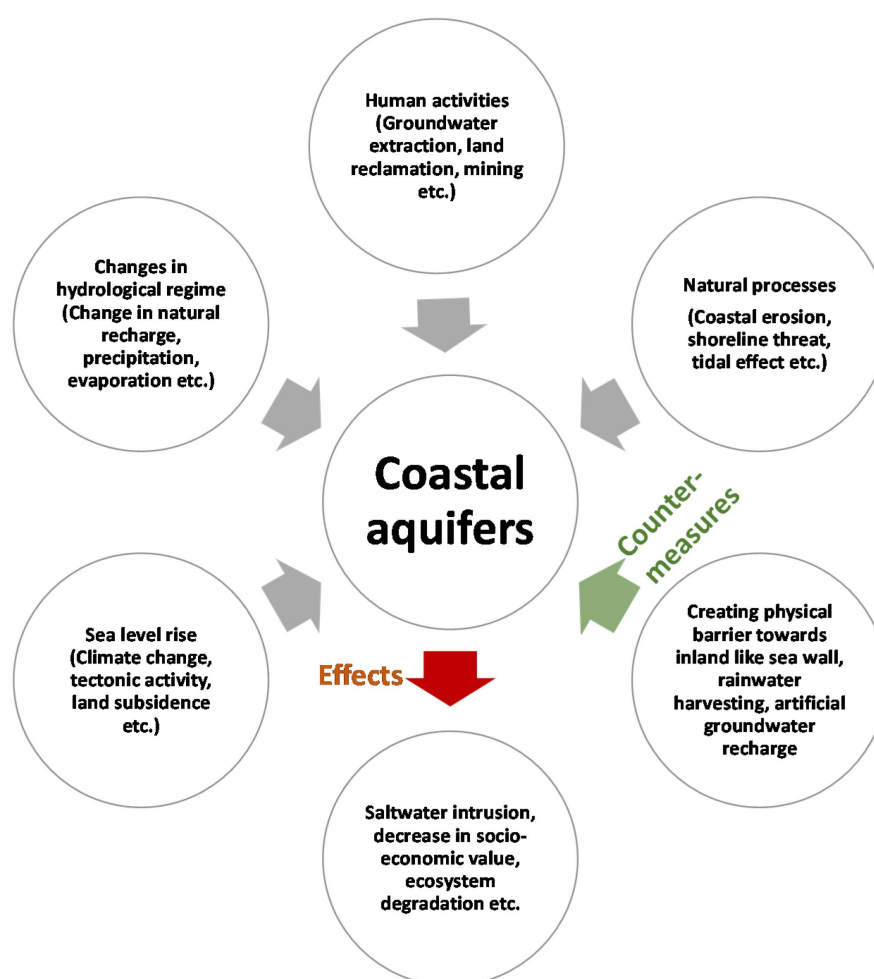 Human activities
(Groundwater
extraction, land
reclamation, mining
etc.)
Changes in
hydrological regime
(Change in natural
recharge,
precipitation,
evaporation etc.)
Natural processes
(Coastal erosion,
shoreline threat,
tidal effect etc.)
Coastal
aquifers
Counter-
measures
Sea level rise
(Climate change,
tectonic activity,
land subsidence
etc.)
Effects
Creating physical
barrier towards
inland like sea wall,
rainwater
harvesting, artificial
groundwater
recharge
Saltwater intrusion,
decrease in socio-
economic value,
ecosystem
degradation etc.